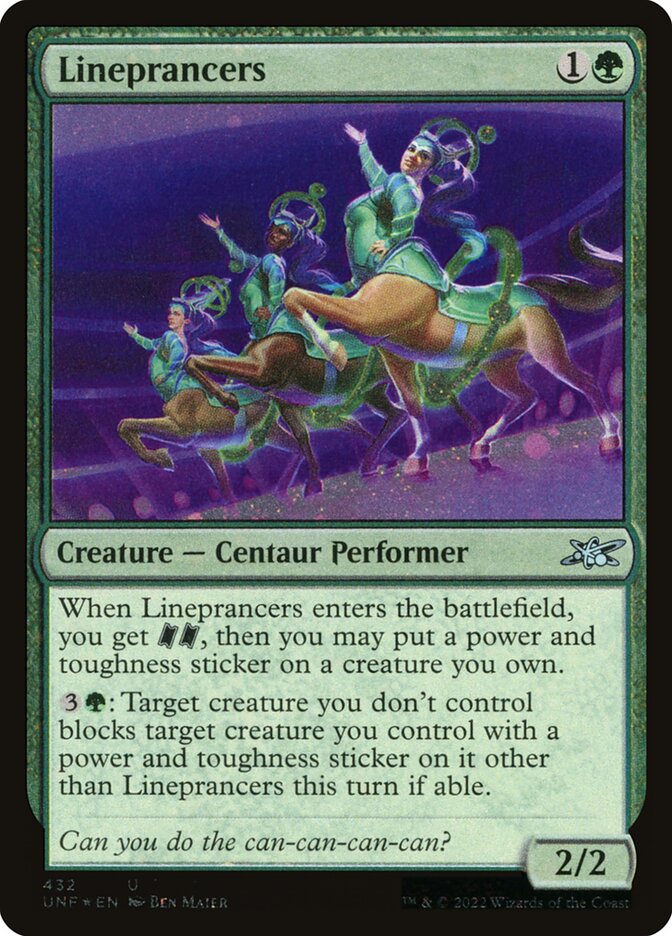 Lineprancers 1
Creature — Centaur Performer
When Lineprancers enters the battlefield,
you get , then you may put a power and
toughness sticker on a creature you own.
3: Target creature you don't control
blocks target creature you control with a
power and toughness sticker on it other
than Lineprancers this turn if able.
Can you do the can-can-can-can?
2/2
432 U
UNF★EN Ben Maier
™ & © 2022 Wizards of the Coast